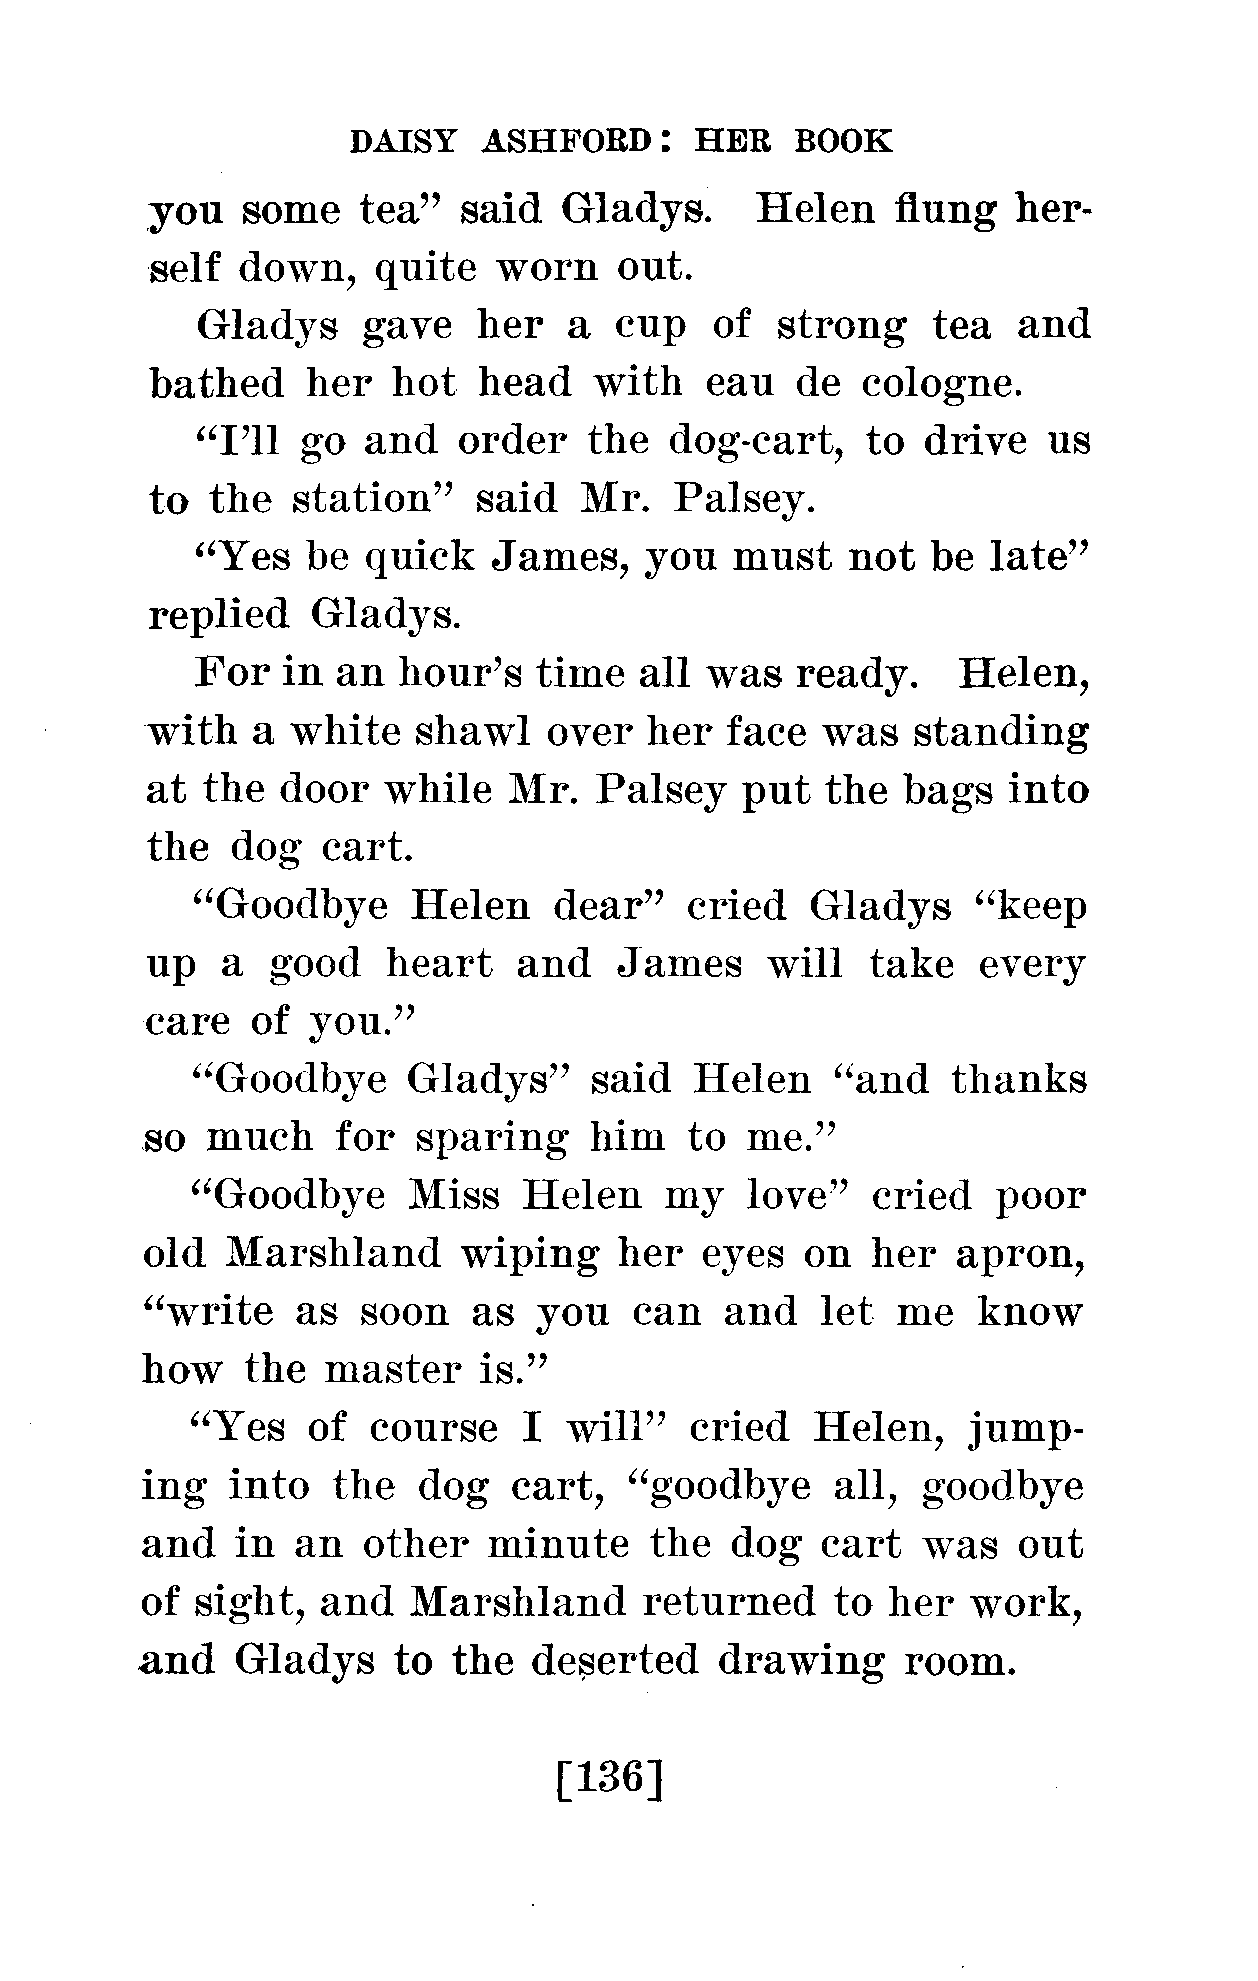 DAISY ASHFORD: HER BOOK
you some tea” said Gladys. Helen flung her-
self down, quite worn out.
Gladys gave her a cup of strong tea and
bathed her hot head with eau de cologne.
“I’ll go and order the dog-cart, to drive us
to the station” said Mr. Palsey.
“Yes be quick James, you must not be late”
replied Gladys.
For in an hour’s time all was ready. Helen,
with a white shawl over her face was standing
at the door while Mr. Palsey put the bags into
the dog cart.
“Goodbye Helen dear” cried Gladys “keep
up a good heart and James will take every
care of you.”
“Goodbye Gladys” said Helen “and thanks
so much for sparing him to me.”
“Goodbye Miss Helen my love” cried poor
old Marshland wiping her eyes on her apron,
“write as soon as you can and let me know
how the master is.”
“Yes of course I will” cried Helen, jump-
ing into the dog cart, “goodbye all, goodbye
and in an other minute the dog cart was out
of sight, and Marshland returned to her work,
and Gladys to the deserted drawing room.
[136]